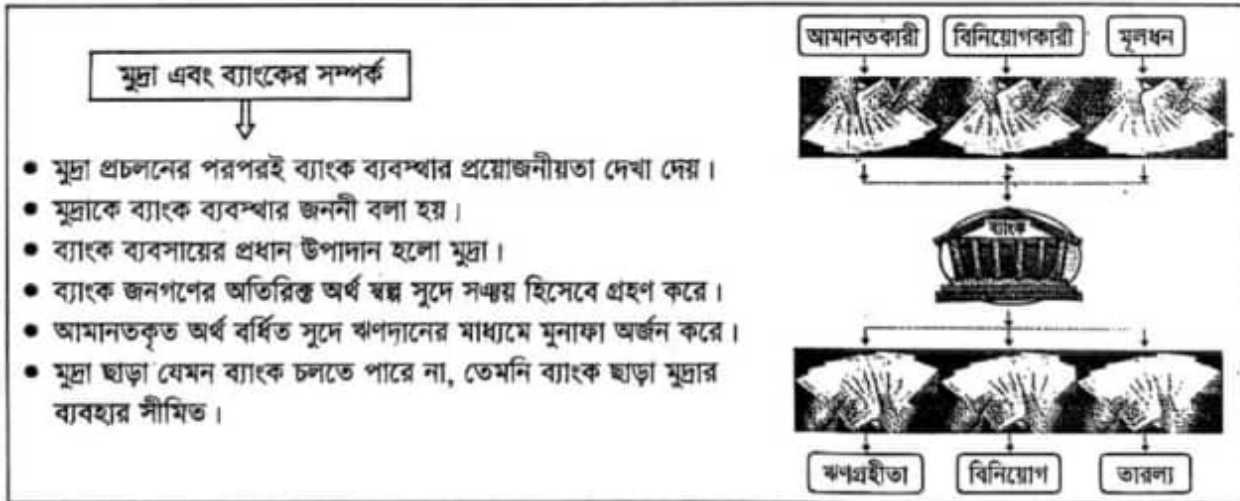 মুদ্রা এবং ব্যাংকের সম্পর্ক
• মুদ্রা প্রচলনের পরপরই ব্যাংক ব্যবস্থার প্রয়োজনীয়তা দেখা দেয়।
• মুদ্রাকে ব্যাংক ব্যবস্থার জননী বলা হয়।
• ব্যাংক ব্যবসায়ের প্রধান উপাদান হলো মুদ্রা।
• ব্যাংক জনগণের অতিরিক্ত অর্থ স্বল্প সুদে সঞ্চয় হিসেবে গ্রহণ করে।
• আমানতকৃত অর্থ বর্ধিত সুদে ঋণদানের মাধ্যমে মুনাফা অর্জন করে।
• মুদ্রা ছাড়া যেমন ব্যাংক চলতে পারে না, তেমনি ব্যাংক ছাড়া মুদ্রার
ব্যবহার সীমিত।
আমানতকারী বিনিয়োগকারী মূলধন
ব্যাংক
ঋণগ্রহীতা বিনিয়োগ তারল্য